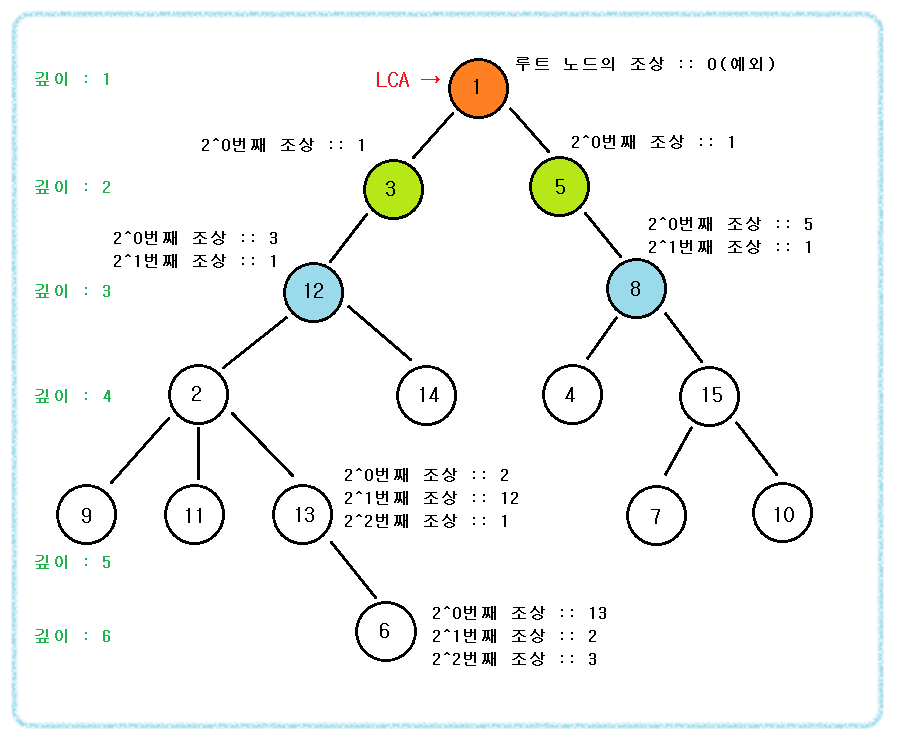 루트 노드의 조상 :: 0(예외)
깊이 : 1
LCA →
1
2^0번째 조상 :: 1
2^0번째 조상 :: 1
깊이 : 2
3
5
2^0번째 조상 :: 3
2^1번째 조상 :: 1
2^0번째 조상 :: 5
2^1번째 조상 :: 1
깊이 : 3
12
8
깊이 : 4
2
14
4
15
2^0번째 조상 :: 2
2^1번째 조상 :: 12
2^2번째 조상 :: 1
9
11
13
7
10
깊이 : 5
깊이 : 6
6
2^0번째 조상 :: 13
2^1번째 조상 :: 2
2^2번째 조상 :: 3